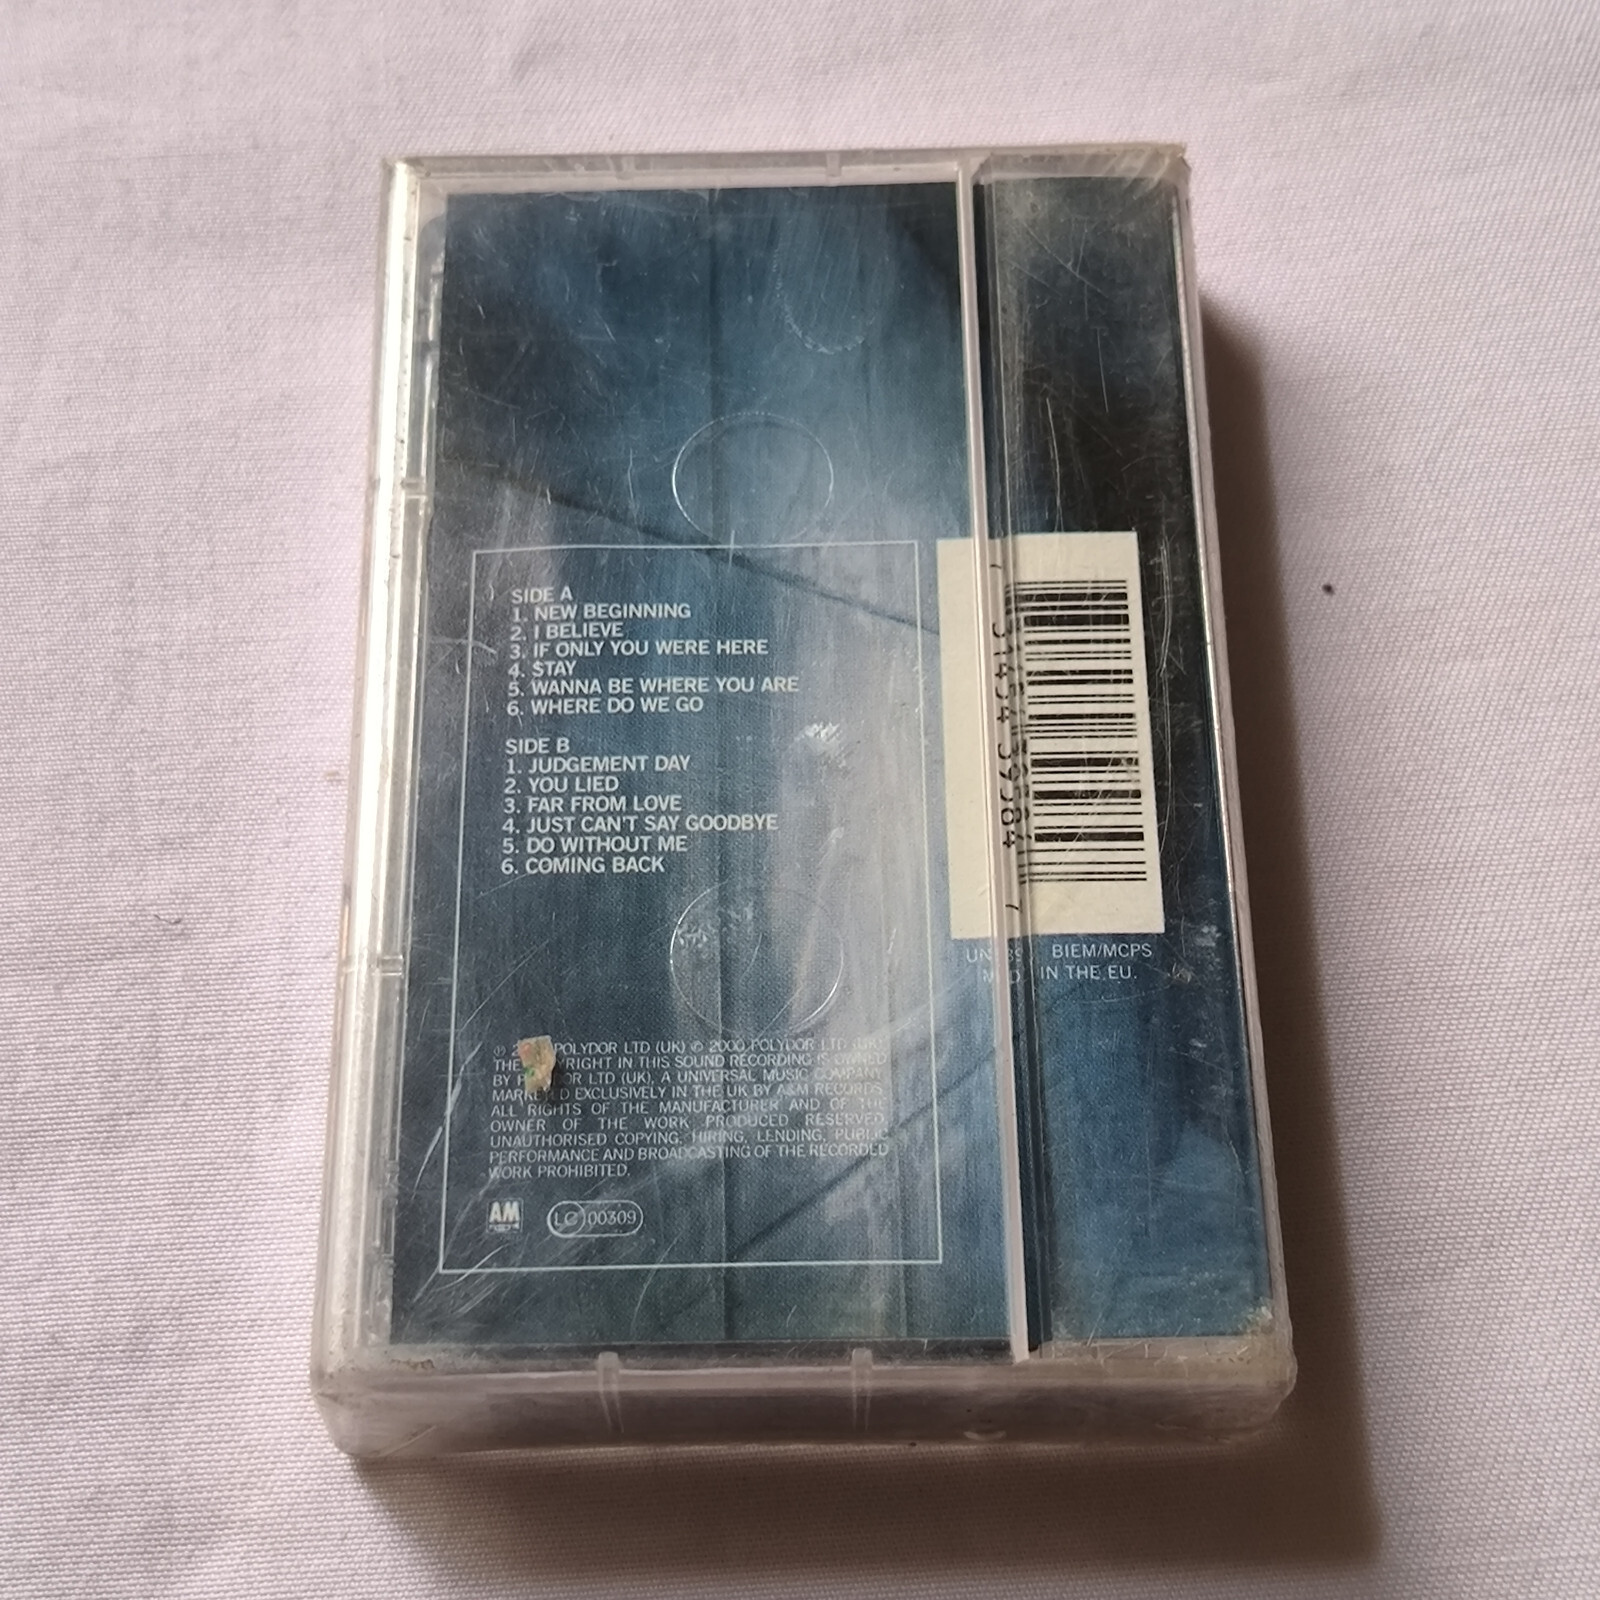 SIDE A
1. NEW BEGINNING
2. I BELIEVE
3. IF ONLY YOU WERE HERE
4. STAY
5. WANNA BE WHERE YOU ARE
6. WHERE DO WE GO
SIDE B
1. JUDGEMENT DAY
2. YOU LIED
3. FAR FROM LOVE
4. JUST CAN'T SAY GOODBYE
5. DO WITHOUT ME
6. COMING BACK
℗ POLYDOR LTD (UK) © 2000 POLYDOR LTD (UK).
THE IN THIS SOUND RECORDING IS OWNED
BY LTD (UK), A UNIVERSAL MUSIC COMPANY.
EXCLUSIVELY IN THE UK BY A&M RECORDS.
ALL RIGHTS OF THE MANUFACTURER AND OF THE
OWNER OF THE WORK PRODUCED RESERVED.
UNAUTHORISED COPYING, HIRING, LENDING, PUBLIC
PERFORMANCE AND BROADCASTING OF THE RECORDED
WORK PROHIBITED.
AM
LC 00309
BIEM/MCPS
IN THE EU.